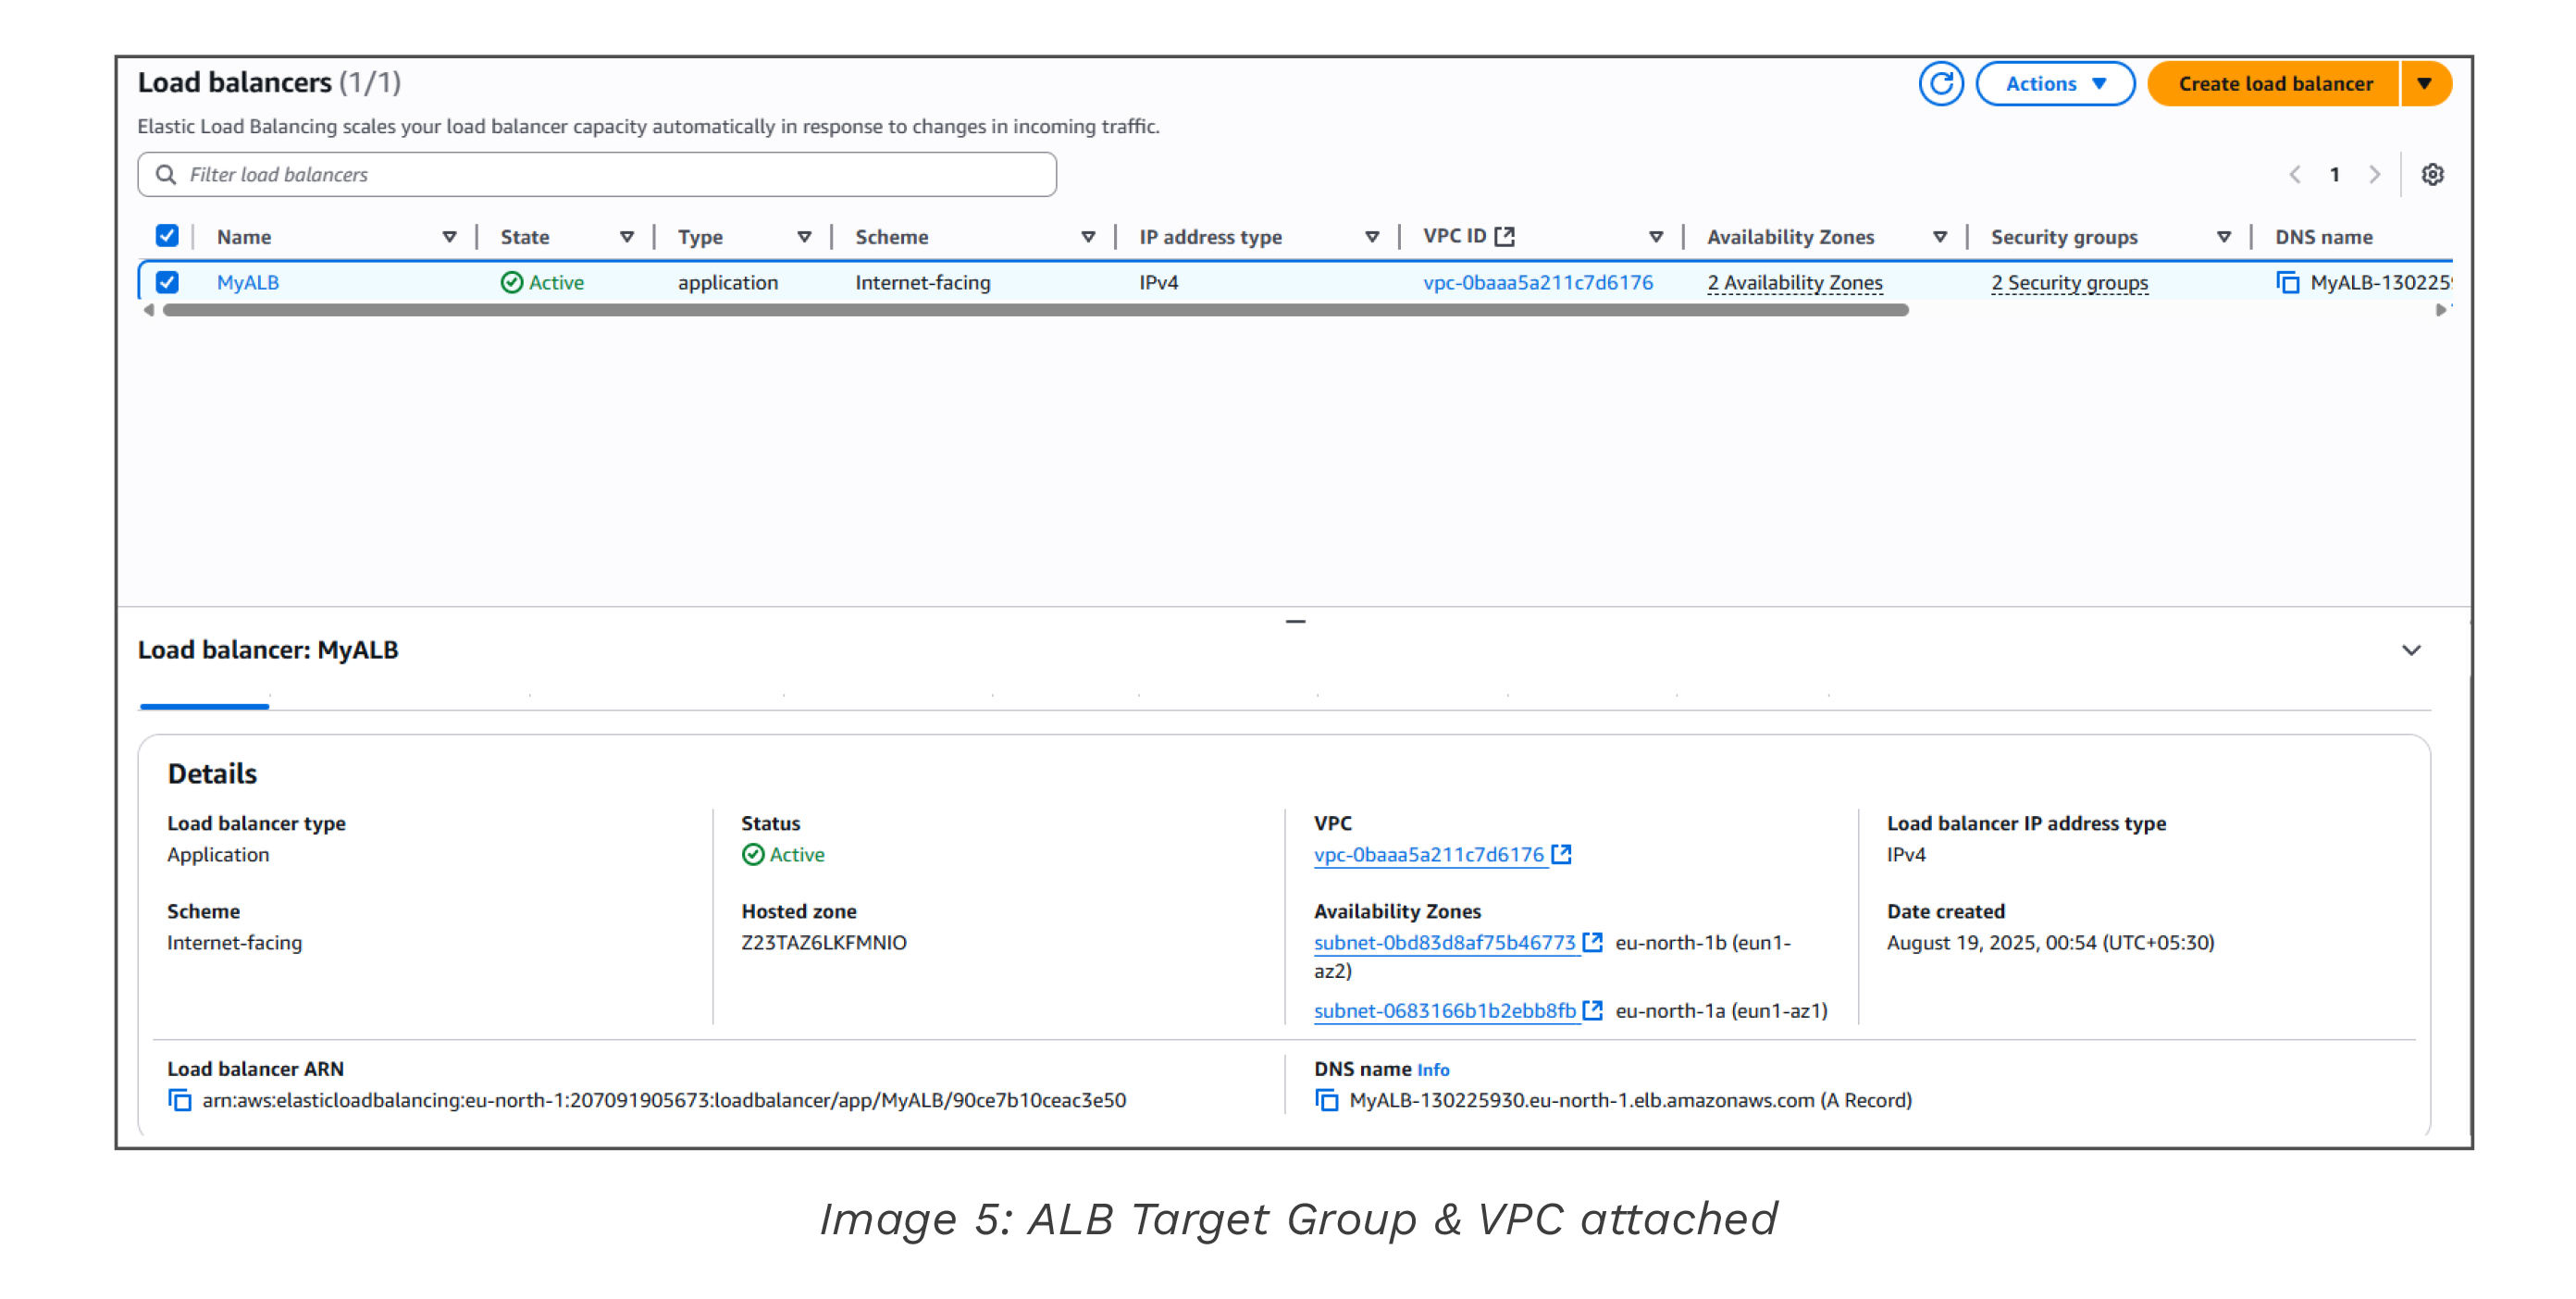 Load balancers (1/1)
Actions
Create load balancer
Elastic Load Balancing scales your load balancer capacity automatically in response to changes in incoming traffic.
Filter load balancers
1
Name State Type Scheme IP address type VPC ID Availability Zones Security groups DNS name
MyALB Active application Internet-facing IPv4 vpc-0baaa5a211c7d6176 2 Availability Zones 2 Security groups MyALB-130225
Load balancer: MyALB
Details
Load balancer type
Application
Scheme
Internet-facing
Status
Active
Hosted zone
Z23TAZ6LKFMNIO
VPC
vpc-0baaa5a211c7d6176
Availability Zones
subnet-0bd83d8af75b46773 eu-north-1b (eun1-
az2)
subnet-0683166b1b2ebb8fb eu-north-1a (eun1-az1)
Load balancer IP address type
IPv4
Date created
August 19, 2025, 00:54 (UTC+05:30)
Load balancer ARN
arn:aws:elasticloadbalancing:eu-north-1:207091905673:loadbalancer/app/MyALB/90ce7b10ceac3e50
DNS name Info
MyALB-130225930.eu-north-1.elb.amazonaws.com (A Record)
Image 5: ALB Target Group & VPC attached